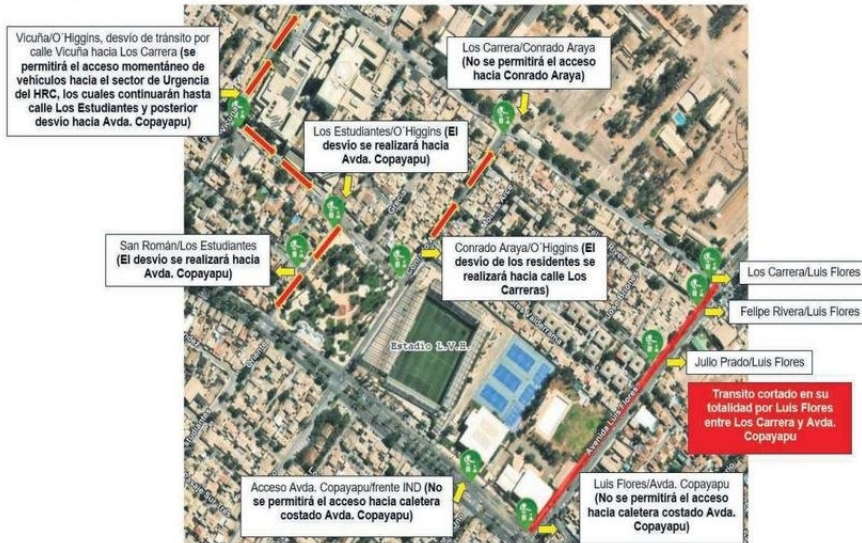 Vicuña/O´Higgins, desvío de tránsito por
calle Vicuña hacia Los Carrera (se
permitirá el acceso momentáneo de
vehículos hacia el sector de Urgencia
del HRC, los cuales continuarán hasta
calle Los Estudiantes y posterior
desvío hacia Avda. Copayapu)
Los Carrera/Conrado Araya
(No se permitirá el acceso
hacia Conrado Araya)
Los Estudiantes/O´Higgins (El
desvío se realizará hacia
Avda. Copayapu)
San Román/Los Estudiantes
(El desvío se realizará hacia
Avda. Copayapu)
Conrado Araya/O´Higgins (El
desvío de los residentes se
realizará hacia calle Los
Carreras)
Los Carrera/Luis Flores
Felipe Rivera/Luis Flores
Julio Prado/Luis Flores
Estadio L.V.H.
Avenida Luis Flores
Transito cortado en su
totalidad por Luis Flores
entre Los Carrera y Avda.
Copayapu
Acceso Avda. Copayapu/frente IND (No
se permitirá el acceso hacia caletera
costado Avda. Copayapu)
Luis Flores/Avda. Copayapu
(No se permitirá el acceso
hacia caletera costado Avda.
Copayapu)